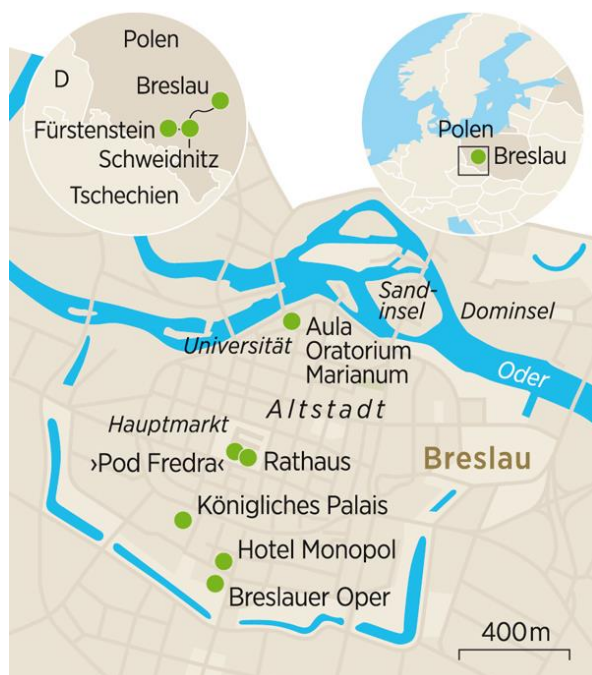 Polen
D
Breslau
Fürstenstein
Schweidnitz
Tschechien
Polen
Breslau
Sand-
insel
Dominsel
Universität
Aula
Oratorium
Marianum
Oder
Altstadt
Hauptmarkt
›Pod Fredra‹
Rathaus
Breslau
Königliches Palais
Hotel Monopol
Breslauer Oper
400 m